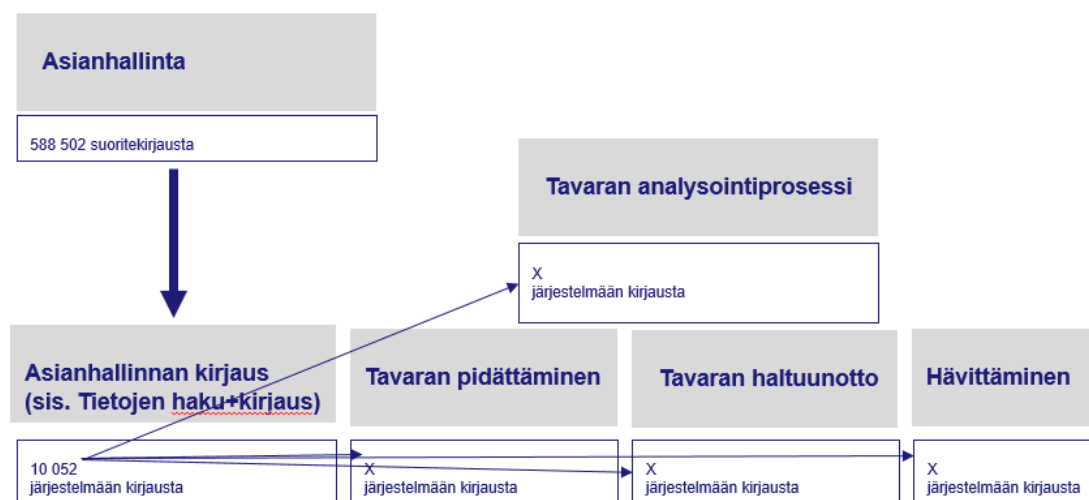 Asianhallinta
588 502 suoritekirjausta
Tavaran analysointiprosessi
X
järjestelmään kirjausta
Asianhallinnan kirjaus
(sis. Tietojen haku+kirjaus)
10 052
järjestelmään kirjausta
Tavaran pidättäminen
X
järjestelmään kirjausta
Tavaran haltuunotto
X
järjestelmään kirjausta
Hävittäminen
X
järjestelmään kirjausta